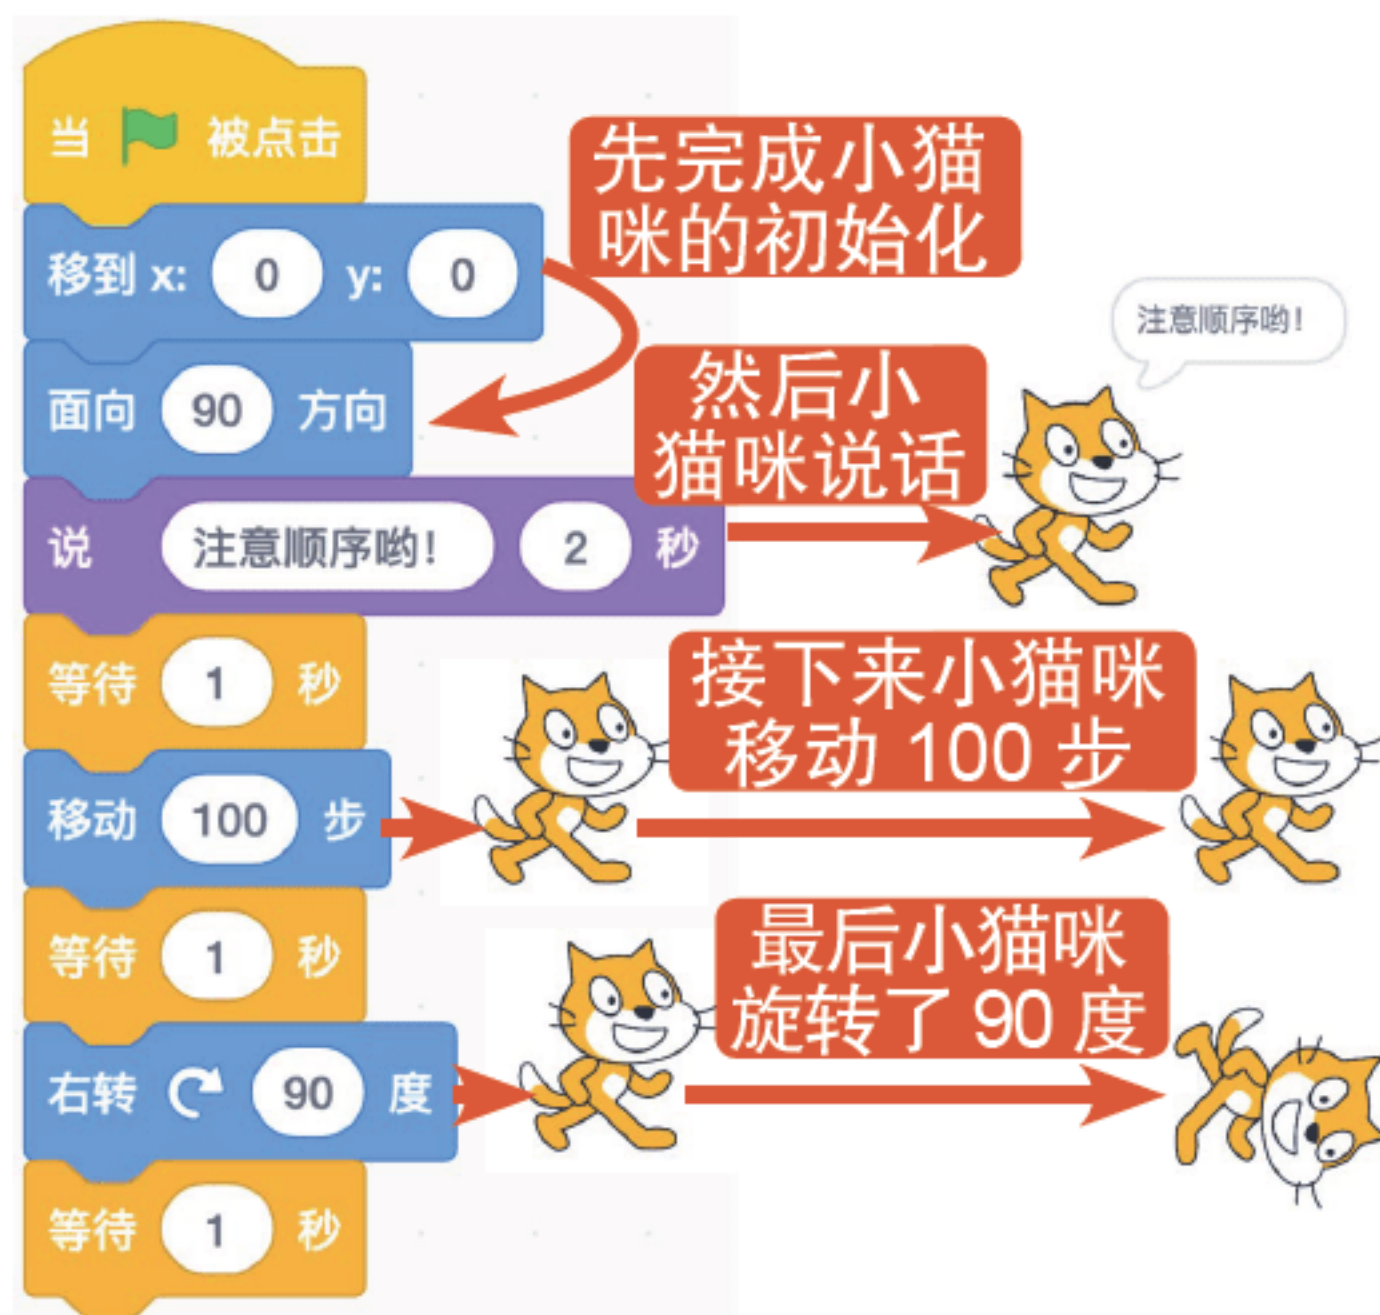 当 被点击
先完成小猫
咪的初始化
移到 x: 0 y: 0
注意顺序哟！
面向 90 方向
然后小
猫咪说话
说 注意顺序哟！ 2 秒
等待 1 秒
接下来小猫咪
移动 100 步
移动 100 步
等待 1 秒
最后小猫咪
旋转了 90 度
右转 90 度
等待 1 秒